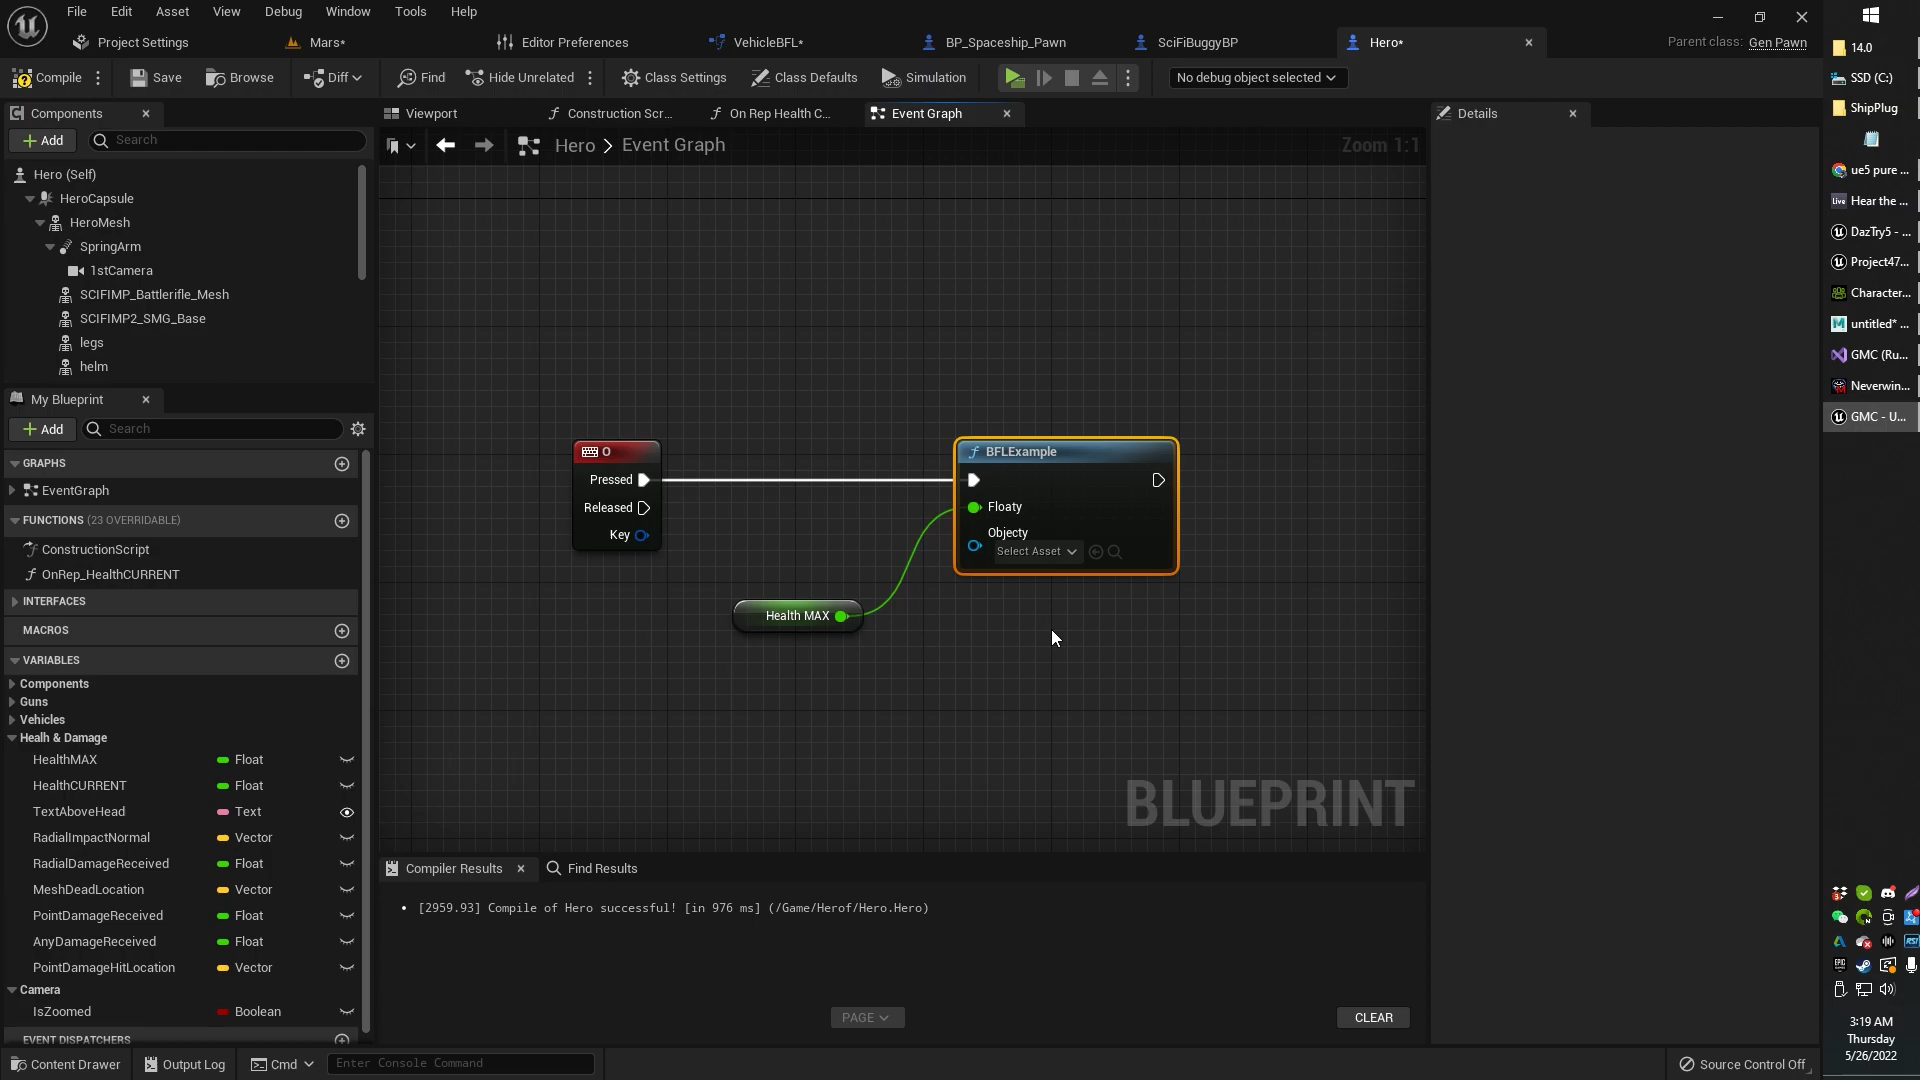 File Edit Asset View Debug Window Tools Help
Project Settings
Mars*
Editor Preferences
VehicleBFL*
BP_Spaceship_Pawn
SciFiBuggyBP
Hero*
Parent class: Gen Pawn
Compile
Save
Browse
Diff
Find
Hide Unrelated
Class Settings
Class Defaults
Simulation
No debug object selected
Components
Add
Search
Hero (Self)
HeroCapsule
HeroMesh
SpringArm
1stCamera
SCIFIMP_Battlerifle_Mesh
SCIFIMP2_SMG_Base
legs
helm
My Blueprint
Add
Search
GRAPHS
EventGraph
FUNCTIONS (23 OVERRIDABLE)
ConstructionScript
OnRep_HealthCURRENT
INTERFACES
MACROS
VARIABLES
Components
Guns
Vehicles
Healh & Damage
HealthMAX Float
HealthCURRENT Float
TextAboveHead Text
RadialImpactNormal Vector
RadialDamageReceived Float
MeshDeadLocation Vector
PointDamageReceived Float
AnyDamageReceived Float
PointDamageHitLocation Vector
Camera
IsZoomed Boolean
EVENT DISPATCHERS
Viewport
Construction Scr...
On Rep Health C...
Event Graph
Hero > Event Graph
Zoom 1:1
O
Pressed
Released
Key
BFLExample
Floaty
Objecty
Select Asset
Health MAX
BLUEPRINT
Compiler Results
Find Results
[2959.93] Compile of Hero successful! [in 976 ms] (/Game/Herof/Hero.Hero)
PAGE
CLEAR
Details
Content Drawer
Output Log
Cmd
Enter Console Command
Source Control Off
14.0
SSD (C:)
ShipPlug
ue5 pure ...
Live
Hear the ...
DazTry5 - ...
Project47...
Character...
untitled* ...
GMC (Ru...
Neverwin...
GMC - U...
RSI
EPIC
3:19 AM
Thursday
5/26/2022